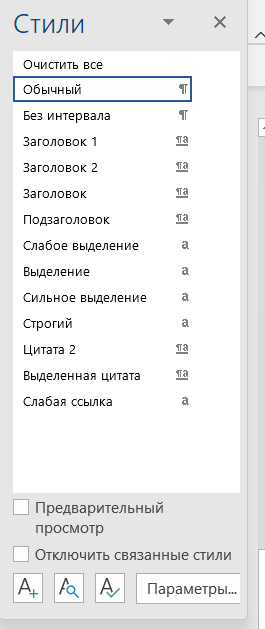 Стили
Очистить все
Обычный ¶
Без интервала ¶
Заголовок 1 ¶a
Заголовок 2 ¶a
Заголовок ¶a
Подзаголовок ¶a
Слабое выделение a
Выделение a
Сильное выделение a
Строгий a
Цитата 2 ¶a
Выделенная цитата ¶a
Слабая ссылка a
Предварительный
просмотр
Отключить связанные стили
Параметры...